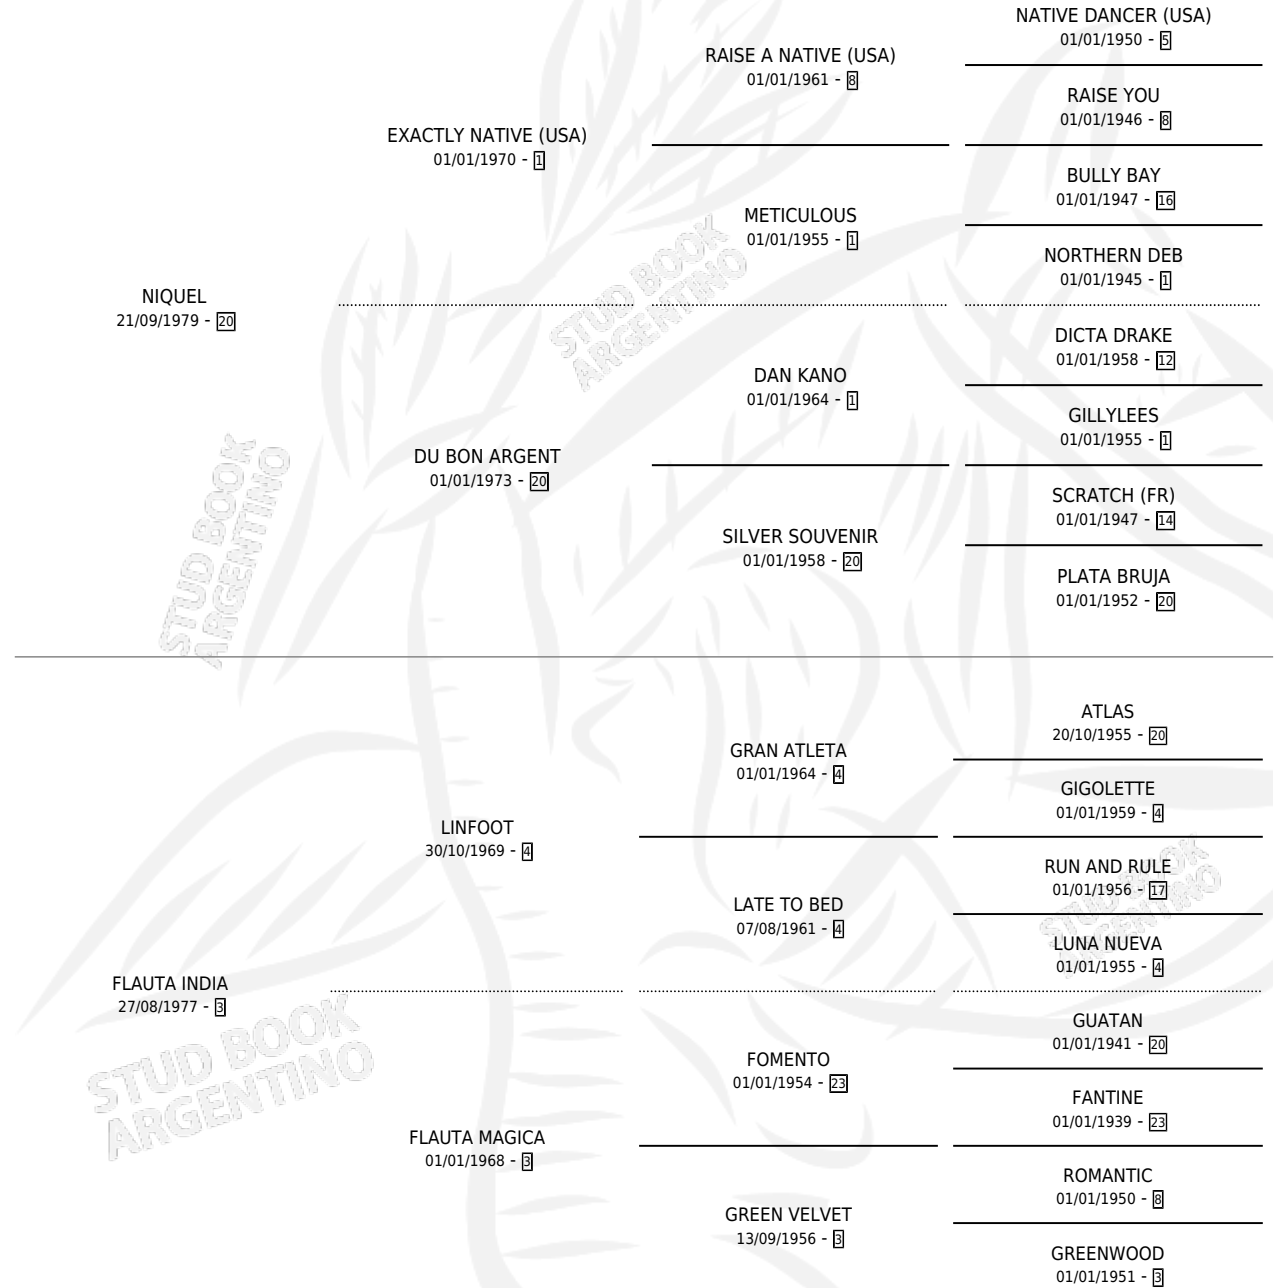 NATIVE DANCER (USA)
01/01/1950 - 5
RAISE A NATIVE (USA)
01/01/1961 - 8
RAISE YOU
01/01/1946 - 8
EXACTLY NATIVE (USA)
01/01/1970 - 1
BULLY BAY
01/01/1947 - 16
METICULOUS
01/01/1955 - 1
NORTHERN DEB
01/01/1945 - 1
NIQUEL
21/09/1979 - 20
DICTA DRAKE
01/01/1958 - 12
DAN KANO
01/01/1964 - 1
GILLYLEES
01/01/1955 - 1
DU BON ARGENT
01/01/1973 - 20
SCRATCH (FR)
01/01/1947 - 14
SILVER SOUVENIR
01/01/1958 - 20
PLATA BRUJA
01/01/1952 - 20
ATLAS
20/10/1955 - 20
GRAN ATLETA
01/01/1964 - 4
GIGOLETTE
01/01/1959 - 4
LINFOOT
30/10/1969 - 4
RUN AND RULE
01/01/1956 - 17
LATE TO BED
07/08/1961 - 4
LUNA NUEVA
01/01/1955 - 4
FLAUTA INDIA
27/08/1977 - 3
GUATAN
01/01/1941 - 20
FOMENTO
01/01/1954 - 23
FANTINE
01/01/1939 - 23
FLAUTA MAGICA
01/01/1968 - 3
ROMANTIC
01/01/1950 - 8
GREEN VELVET
13/09/1956 - 3
GREENWOOD
01/01/1951 - 3
STUD BOOK
ARGENTINO
STUD BOOK
ARGENTINO
STUD BOOK
ARGENTINO
STUD BOOK
ARGENTINO